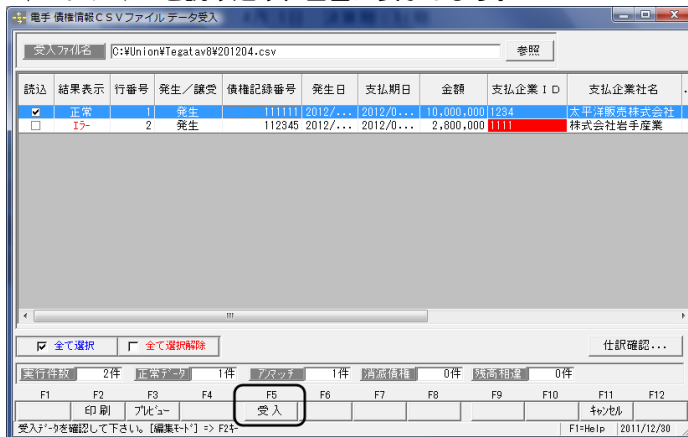 電手 債権情報CSVファイル データ受入
受入ファイル名 C:¥Union¥Tegatav8¥201204.csv 参照
読込 結果表示 行番号 発生／譲受 債権記録番号 発生日 支払期日 金額 支払企業ID 支払企業社名
正常 1 発生 111111 2012/... 2012/0... 10,000,000 1234 太平洋販売株式会社
エラー 2 発生 112345 2012/... 2012/0... 2,800,000 1111 株式会社岩手産業
全て選択 全て選択解除 仕訳確認...
実行件数 2件 正常データ 1件 アンマッチ 1件 消滅債権 0件 残高相違 0件
F1 F2 F3 F4 F5 F6 F7 F8 F9 F10 F11 F12
印刷 プレビュー 受入 キャンセル
受入データを確認して下さい。[編集モード] => F2キー F1=Help 2011/12/30